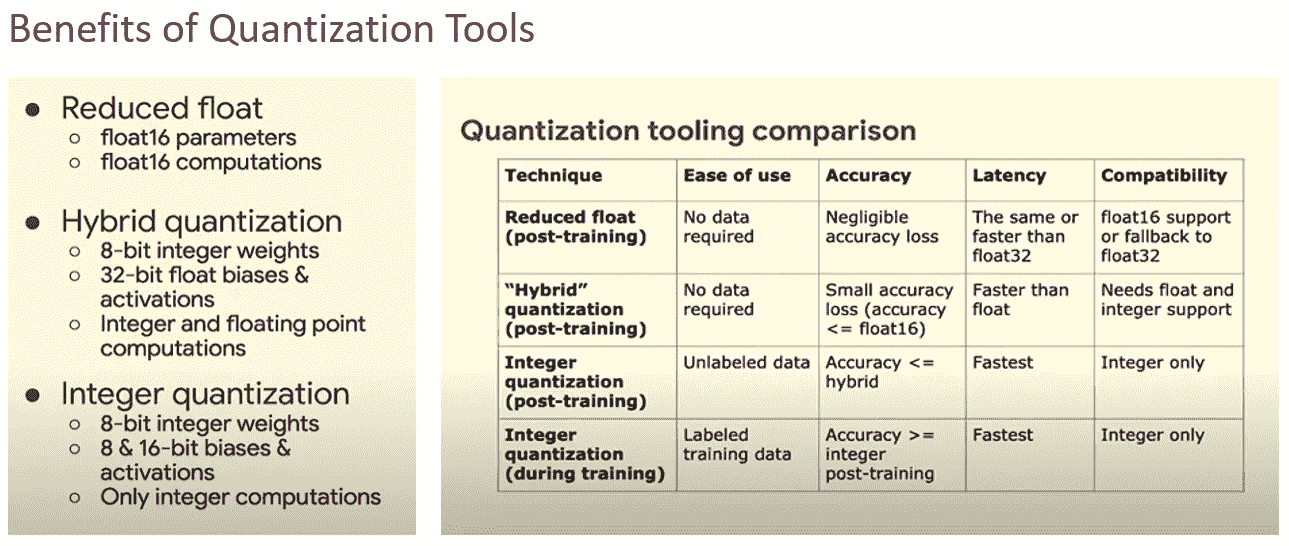 Benefits of Quantization Tools
● Reduced float
○ float16 parameters
○ float16 computations
● Hybrid quantization
○ 8-bit integer weights
○ 32-bit float biases &
activations
○ Integer and floating point
computations
● Integer quantization
○ 8-bit integer weights
○ 8 & 16-bit biases &
activations
○ Only integer computations
Quantization tooling comparison
Technique Ease of use Accuracy Latency Compatibility
Reduced float No data Negligible The same or float16 support
(post-training) required accuracy loss faster than or fallback to
float32 float32
“Hybrid” No data Small accuracy Faster than Needs float and
quantization required loss (accuracy float integer support
(post-training) <= float16)
Integer Unlabeled data Accuracy <= Fastest Integer only
quantization hybrid
(post-training)
Integer Labeled Accuracy >= Fastest Integer only
quantization training data integer
(during training) post-training